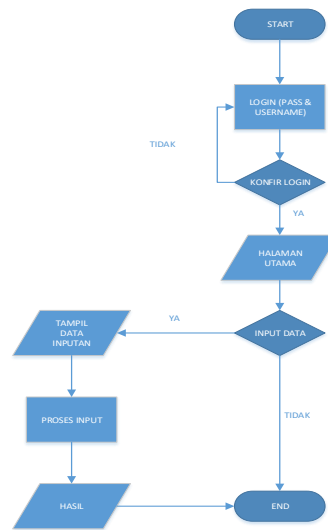 START
LOGIN (PASS &
USERNAME)
TIDAK
KONFIR LOGIN
YA
HALAMAN
UTAMA
INPUT DATA
YA
TAMPIL
DATA
INPUTAN
TIDAK
PROSES INPUT
HASIL
END